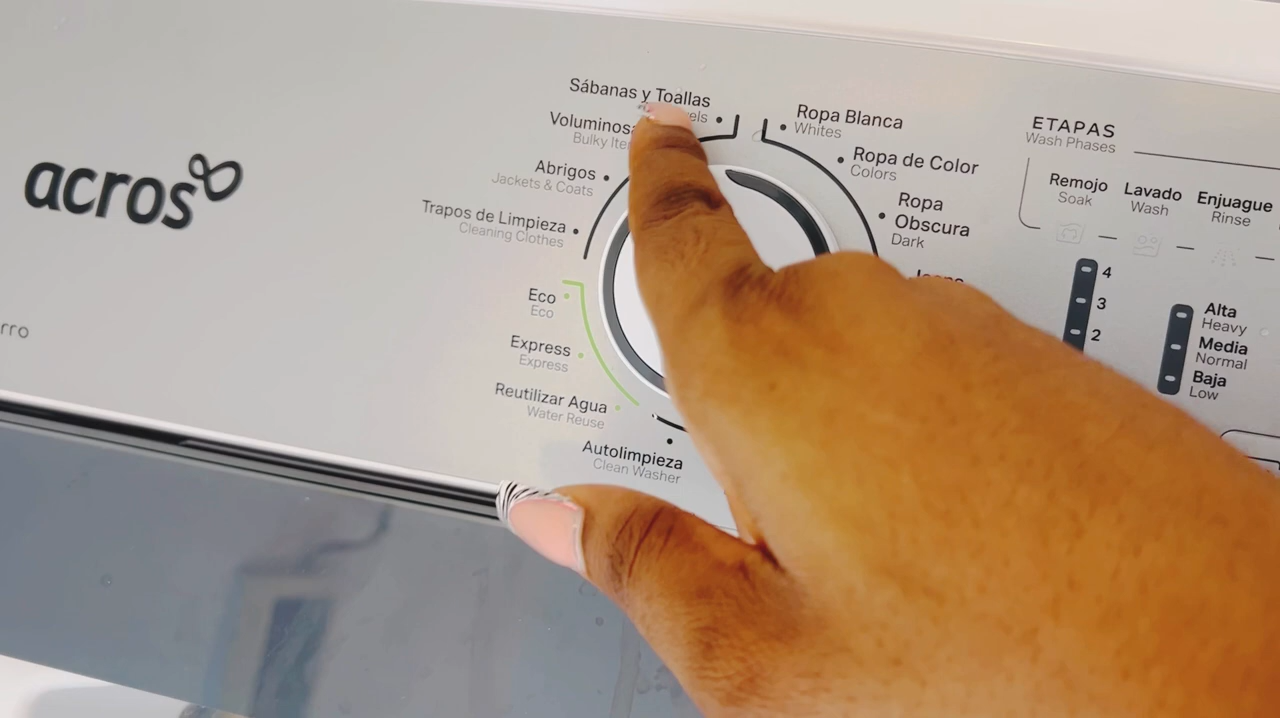 acros
Sábanas y Toallas
Voluminosa
Bulky Ite
Abrigos
Jackets & Coats
Trapos de Limpieza
Cleaning Clothes
Eco
Eco
Express
Express
Reutilizar Agua
Water Reuse
Autolimpieza
Clean Washer
Ropa Blanca
Whites
Ropa de Color
Colors
Ropa
Obscura
Dark
ETAPAS
Wash Phases
Remojo
Soak
Lavado
Wash
Enjuague
Rinse
4
3
2
Alta
Heavy
Media
Normal
Baja
Low
rro